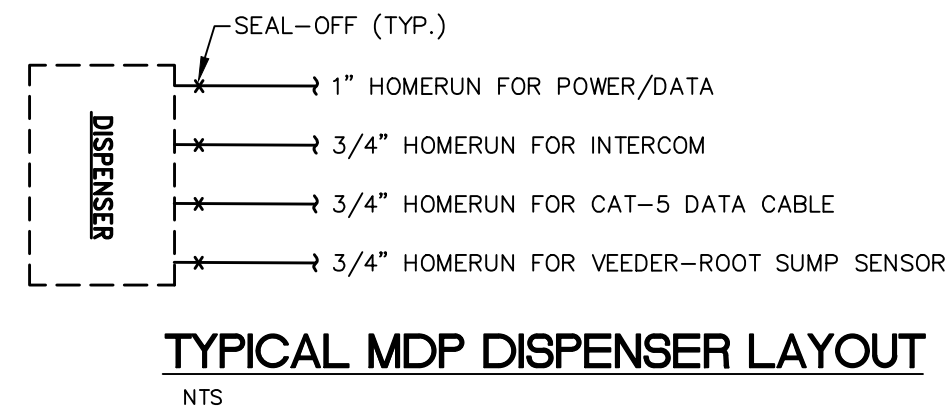 SEAL-OFF (TYP.)
DISPENSER
1" HOMERUN FOR POWER/DATA
3/4" HOMERUN FOR INTERCOM
3/4" HOMERUN FOR CAT-5 DATA CABLE
3/4" HOMERUN FOR VEEDER-ROOT SUMP SENSOR
TYPICAL MDP DISPENSER LAYOUT
NTS